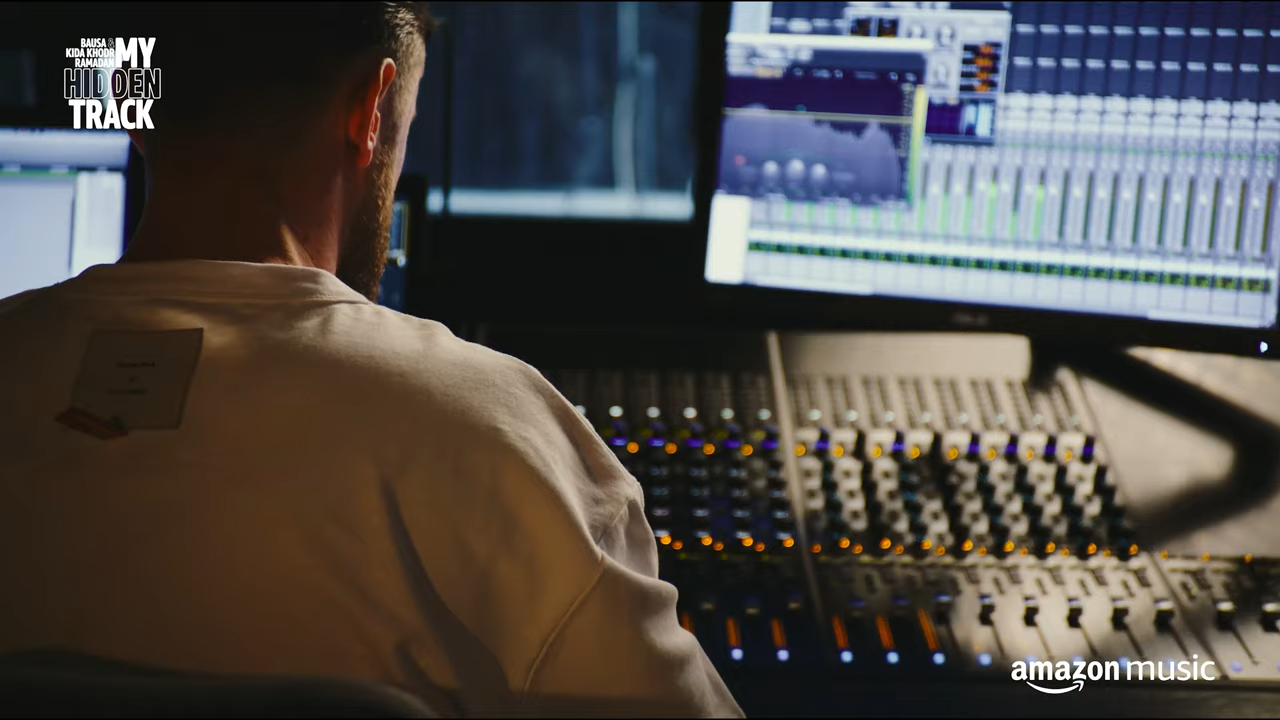 BAUSA &
KIDA KHODR
RAMADAN MY
HIDDEN
TRACK
amazon music